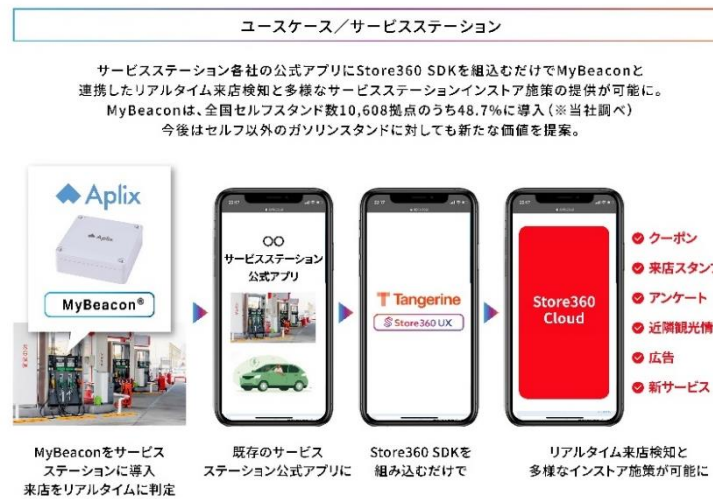 ユースケース／サービスステーション
サービスステーション各社の公式アプリにStore360 SDKを組込むだけでMyBeaconと
連携したリアルタイム来店検知と多様なサービスステーションインストア施策の提供が可能に。
MyBeaconは、全国セルフスタンド数10,608拠点のうち48.7%に導入（※当社調べ）
今後はセルフ以外のガソリンスタンドに対しても新たな価値を提案。
Aplix
Aplix
MyBeacon®
MyBeaconをサービス
ステーションに導入
来店をリアルタイムに判定
22:17
○○
サービスステーション
公式アプリ
既存のサービス
ステーション公式アプリに
22:17
Tangerine
Store360 UX
Store360 SDKを
組み込むだけで
22:17
Store360
Cloud
クーポン
来店スタンプ
アンケート
近隣観光情
広告
新サービス
リアルタイム来店検知と
多様なインストア施策が可能に